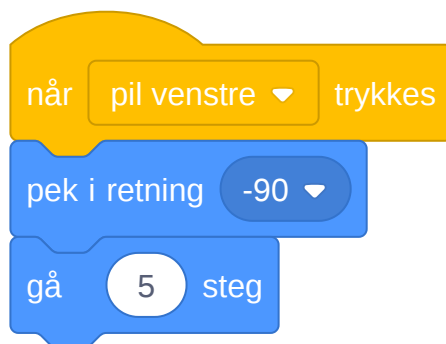 når pil venstre trykkes
pek i retning -90
gå 5 steg